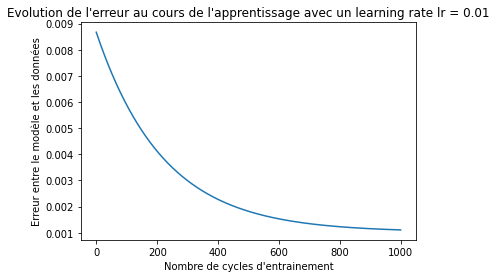 Evolution de l'erreur au cours de l'apprentissage avec un learning rate lr = 0.01
0.009
0.008
0.007
0.006
0.005
0.004
0.003
0.002
0.001
Erreur entre le modèle et les données
0 200 400 600 800 1000
Nombre de cycles d'entrainement